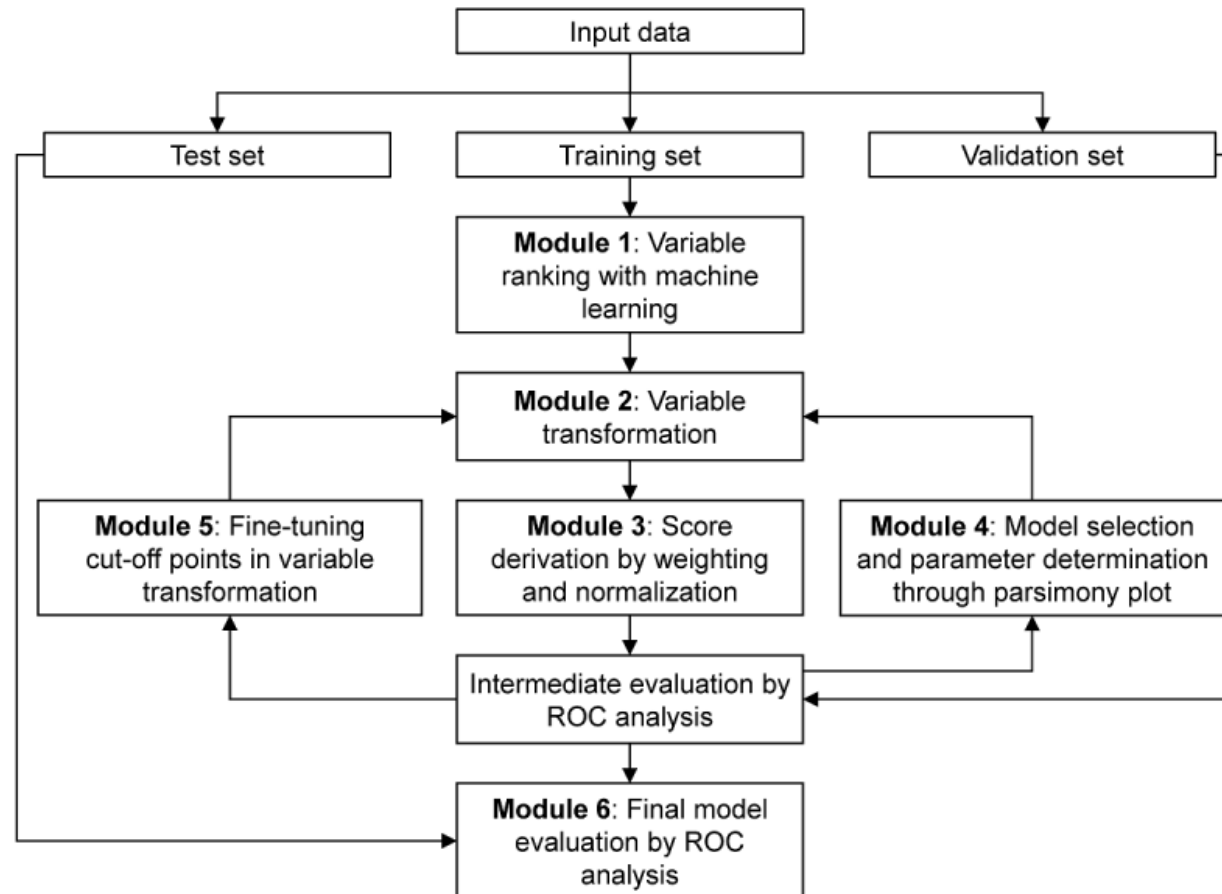 Input data
Test set
Training set
Validation set
Module 1: Variable
ranking with machine
learning
Module 2: Variable
transformation
Module 5: Fine-tuning
cut-off points in variable
transformation
Module 3: Score
derivation by weighting
and normalization
Module 4: Model selection
and parameter determination
through parsimony plot
Intermediate evaluation by
ROC analysis
Module 6: Final model
evaluation by ROC
analysis